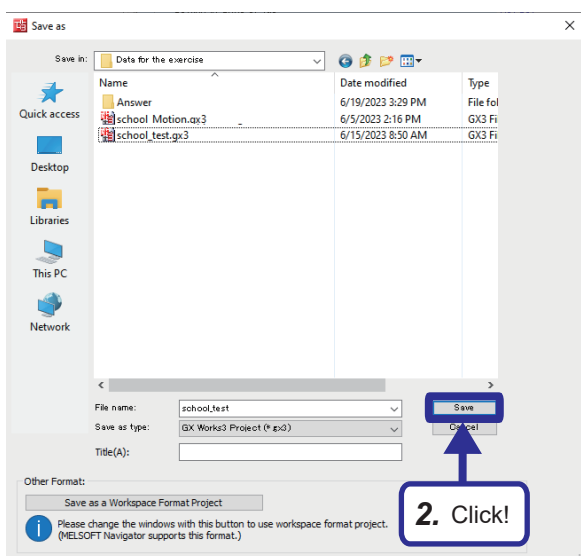 Save as
Save in: Data for the exercise
Name Date modified Type
Answer 6/19/2023 3:29 PM File fol
school_Motion.gx3 6/5/2023 2:16 PM GX3 Fi
school_test.gx3 6/15/2023 8:50 AM GX3 Fi
Quick access
Desktop
Libraries
This PC
Network
File name: school_test Save
Save as type: GX Works3 Project (*.gx3) Cancel
Title(A):
2. Click!
Other Format:
Save as a Workspace Format Project
Please change the windows with this button to use workspace format project.
(MELSOFT Navigator supports this format.)